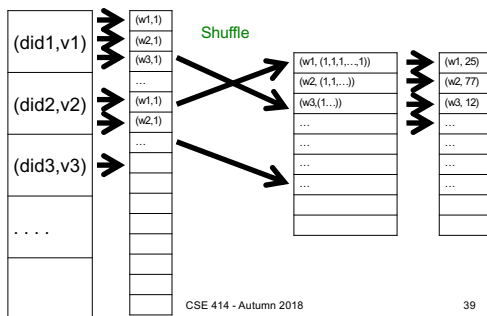 (did1,v1)
(did2,v2)
(did3,v3)
. . . .
(w1,1)
(w2,1)
(w3,1)
…
(w1,1)
(w2,1)
…
Shuffle
(w1, (1,1,1,…,1))
(w2, (1,1,…))
(w3,(1…))
…
…
…
…
(w1, 25)
(w2, 77)
(w3, 12)
…
…
…
…
CSE 414 - Autumn 2018
39